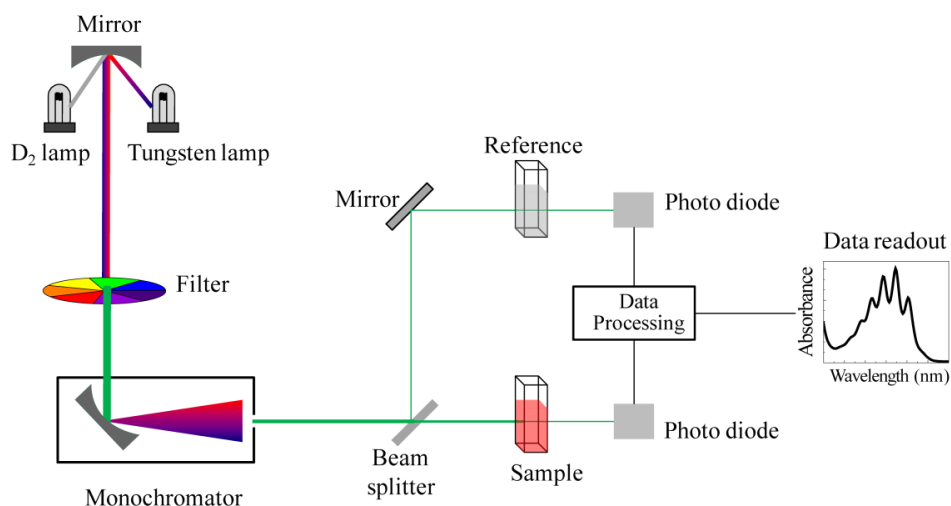 Mirror
D₂ lamp
Tungsten lamp
Filter
Monochromator
Mirror
Beam
splitter
Reference
Sample
Photo diode
Data
Processing
Photo diode
Data readout
Absorbance
Wavelength (nm)